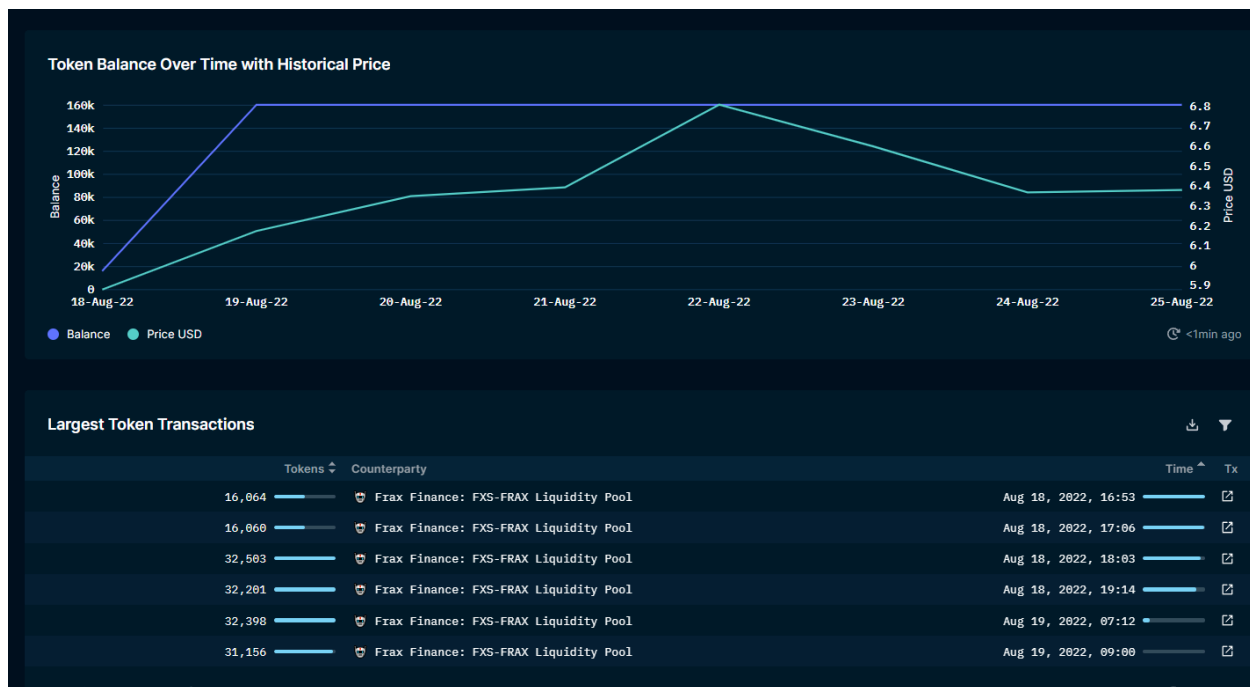 Token Balance Over Time with Historical Price
160k
140k
120k
100k
80k
60k
40k
20k
0
Balance
6.8
6.7
6.6
6.5
6.4
6.3
6.2
6.1
6
5.9
Price USD
18-Aug-22 19-Aug-22 20-Aug-22 21-Aug-22 22-Aug-22 23-Aug-22 24-Aug-22 25-Aug-22
Balance Price USD <1min ago
Largest Token Transactions
Tokens Counterparty Time Tx
16,064 Frax Finance: FXS-FRAX Liquidity Pool Aug 18, 2022, 16:53
16,060 Frax Finance: FXS-FRAX Liquidity Pool Aug 18, 2022, 17:06
32,503 Frax Finance: FXS-FRAX Liquidity Pool Aug 18, 2022, 18:03
32,201 Frax Finance: FXS-FRAX Liquidity Pool Aug 18, 2022, 19:14
32,398 Frax Finance: FXS-FRAX Liquidity Pool Aug 19, 2022, 07:12
31,156 Frax Finance: FXS-FRAX Liquidity Pool Aug 19, 2022, 09:00